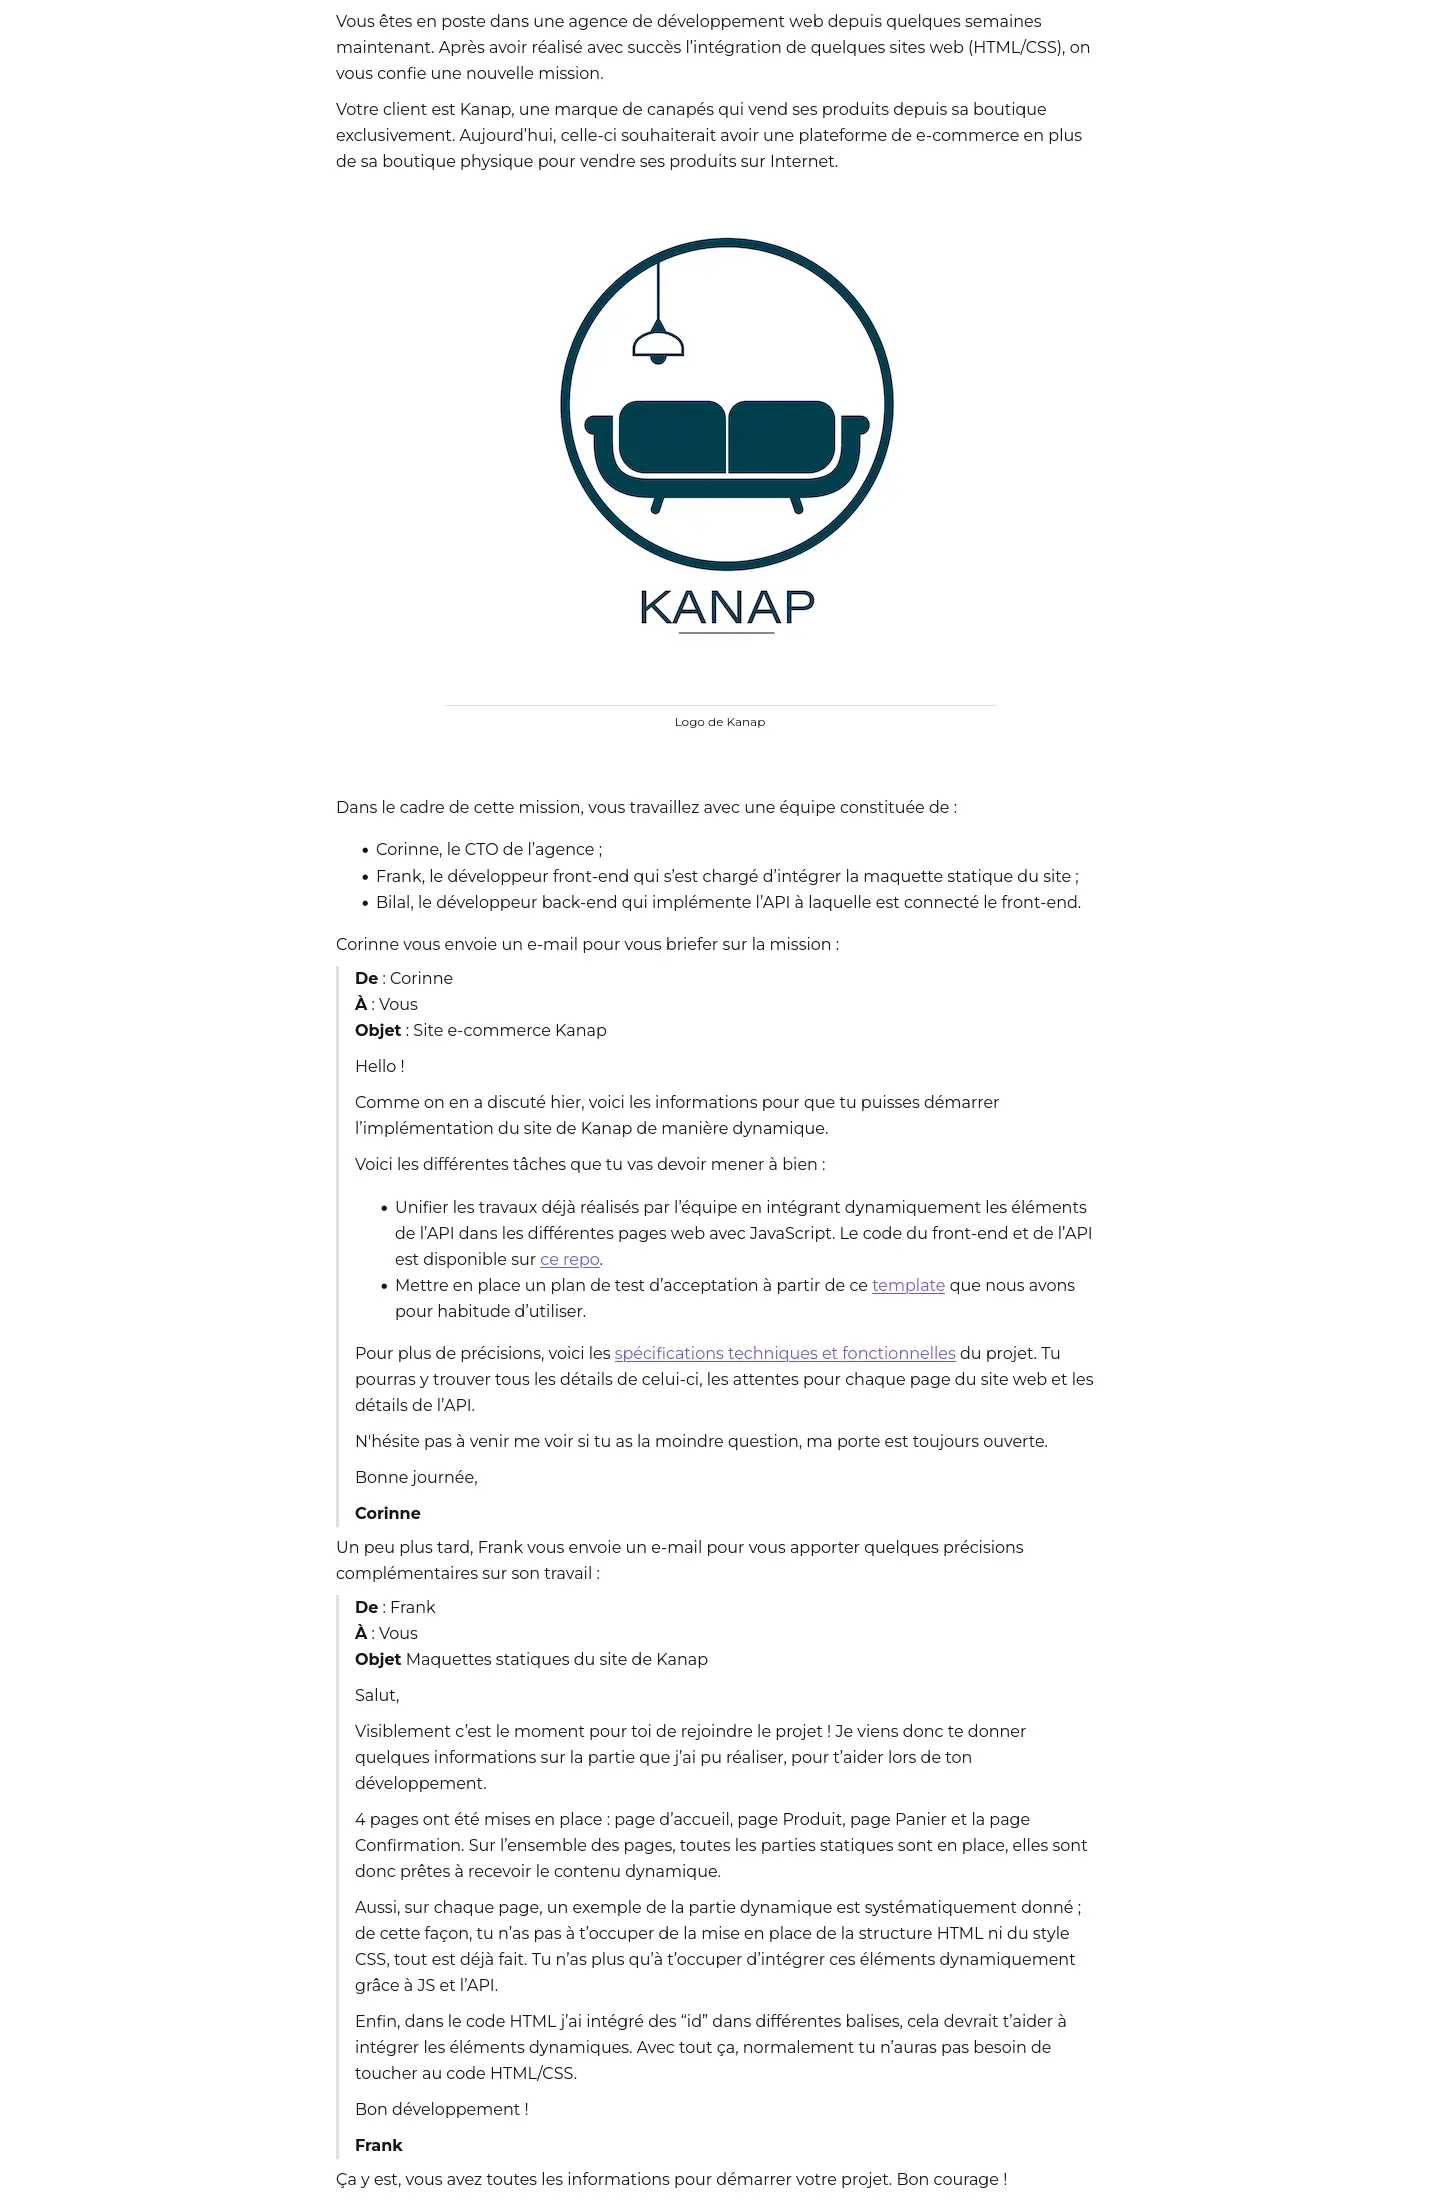 Vous êtes en poste dans une agence de développement web depuis quelques semaines
maintenant. Après avoir réalisé avec succès l’intégration de quelques sites web (HTML/CSS), on
vous confie une nouvelle mission.
Votre client est Kanap, une marque de canapés qui vend ses produits depuis sa boutique
exclusivement. Aujourd’hui, celle-ci souhaiterait avoir une plateforme de e-commerce en plus
de sa boutique physique pour vendre ses produits sur Internet.
KANAP
Logo de Kanap
Dans le cadre de cette mission, vous travaillez avec une équipe constituée de :
• Corinne, le CTO de l’agence ;
• Frank, le développeur front-end qui s’est chargé d’intégrer la maquette statique du site ;
• Bilal, le développeur back-end qui implémente l’API à laquelle est connecté le front-end.
Corinne vous envoie un e-mail pour vous briefer sur la mission :
De : Corinne
À : Vous
Objet : Site e-commerce Kanap
Hello !
Comme on en a discuté hier, voici les informations pour que tu puisses démarrer
l’implémentation du site de Kanap de manière dynamique.
Voici les différentes tâches que tu vas devoir mener à bien :
• Unifier les travaux déjà réalisés par l’équipe en intégrant dynamiquement les éléments
de l’API dans les différentes pages web avec JavaScript. Le code du front-end et de l’API
est disponible sur ce repo.
• Mettre en place un plan de test d’acceptation à partir de ce template que nous avons
pour habitude d’utiliser.
Pour plus de précisions, voici les spécifications techniques et fonctionnelles du projet. Tu
pourras y trouver tous les détails de celui-ci, les attentes pour chaque page du site web et les
détails de l’API.
N'hésite pas à venir me voir si tu as la moindre question, ma porte est toujours ouverte.
Bonne journée,
Corinne
Un peu plus tard, Frank vous envoie un e-mail pour vous apporter quelques précisions
complémentaires sur son travail :
De : Frank
À : Vous
Objet Maquettes statiques du site de Kanap
Salut,
Visiblement c’est le moment pour toi de rejoindre le projet ! Je viens donc te donner
quelques informations sur la partie que j’ai pu réaliser, pour t’aider lors de ton
développement.
4 pages ont été mises en place : page d’accueil, page Produit, page Panier et la page
Confirmation. Sur l’ensemble des pages, toutes les parties statiques sont en place, elles sont
donc prêtes à recevoir le contenu dynamique.
Aussi, sur chaque page, un exemple de la partie dynamique est systématiquement donné ;
de cette façon, tu n’as pas à t’occuper de la mise en place de la structure HTML ni du style
CSS, tout est déjà fait. Tu n’as plus qu’à t’occuper d’intégrer ces éléments dynamiquement
grâce à JS et l’API.
Enfin, dans le code HTML j’ai intégré des “id” dans différentes balises, cela devrait t’aider à
intégrer les éléments dynamiques. Avec tout ça, normalement tu n’auras pas besoin de
toucher au code HTML/CSS.
Bon développement !
Frank
Ça y est, vous avez toutes les informations pour démarrer votre projet. Bon courage !